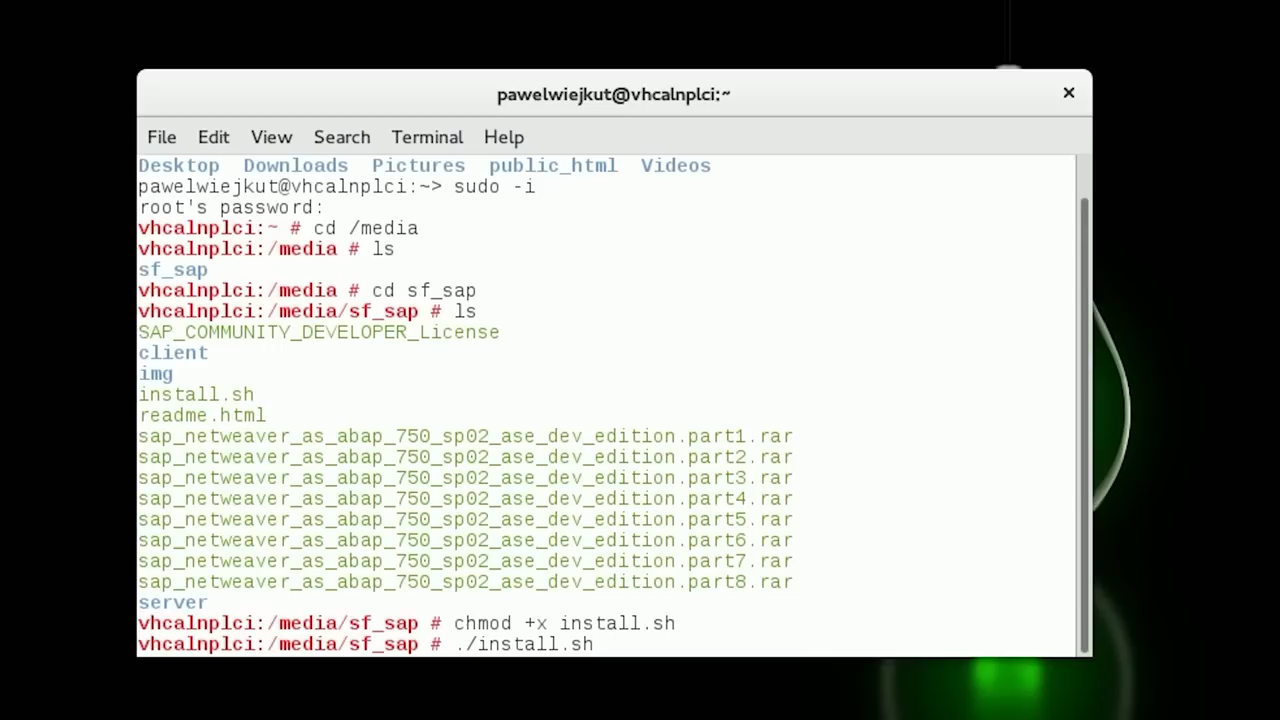 pawelwiejkut@vhcalnplci:~
File Edit View Search Terminal Help
Desktop  Downloads  Pictures  public_html  Videos
pawelwiejkut@vhcalnplci:~> sudo -i
root's password:
vhcalnplci:~ # cd /media
vhcalnplci:/media # ls
sf_sap
vhcalnplci:/media # cd sf_sap
vhcalnplci:/media/sf_sap # ls
SAP_COMMUNITY_DEVELOPER_License
client
img
install.sh
readme.html
sap_netweaver_as_abap_750_sp02_ase_dev_edition.part1.rar
sap_netweaver_as_abap_750_sp02_ase_dev_edition.part2.rar
sap_netweaver_as_abap_750_sp02_ase_dev_edition.part3.rar
sap_netweaver_as_abap_750_sp02_ase_dev_edition.part4.rar
sap_netweaver_as_abap_750_sp02_ase_dev_edition.part5.rar
sap_netweaver_as_abap_750_sp02_ase_dev_edition.part6.rar
sap_netweaver_as_abap_750_sp02_ase_dev_edition.part7.rar
sap_netweaver_as_abap_750_sp02_ase_dev_edition.part8.rar
server
vhcalnplci:/media/sf_sap # chmod +x install.sh
vhcalnplci:/media/sf_sap # ./install.sh